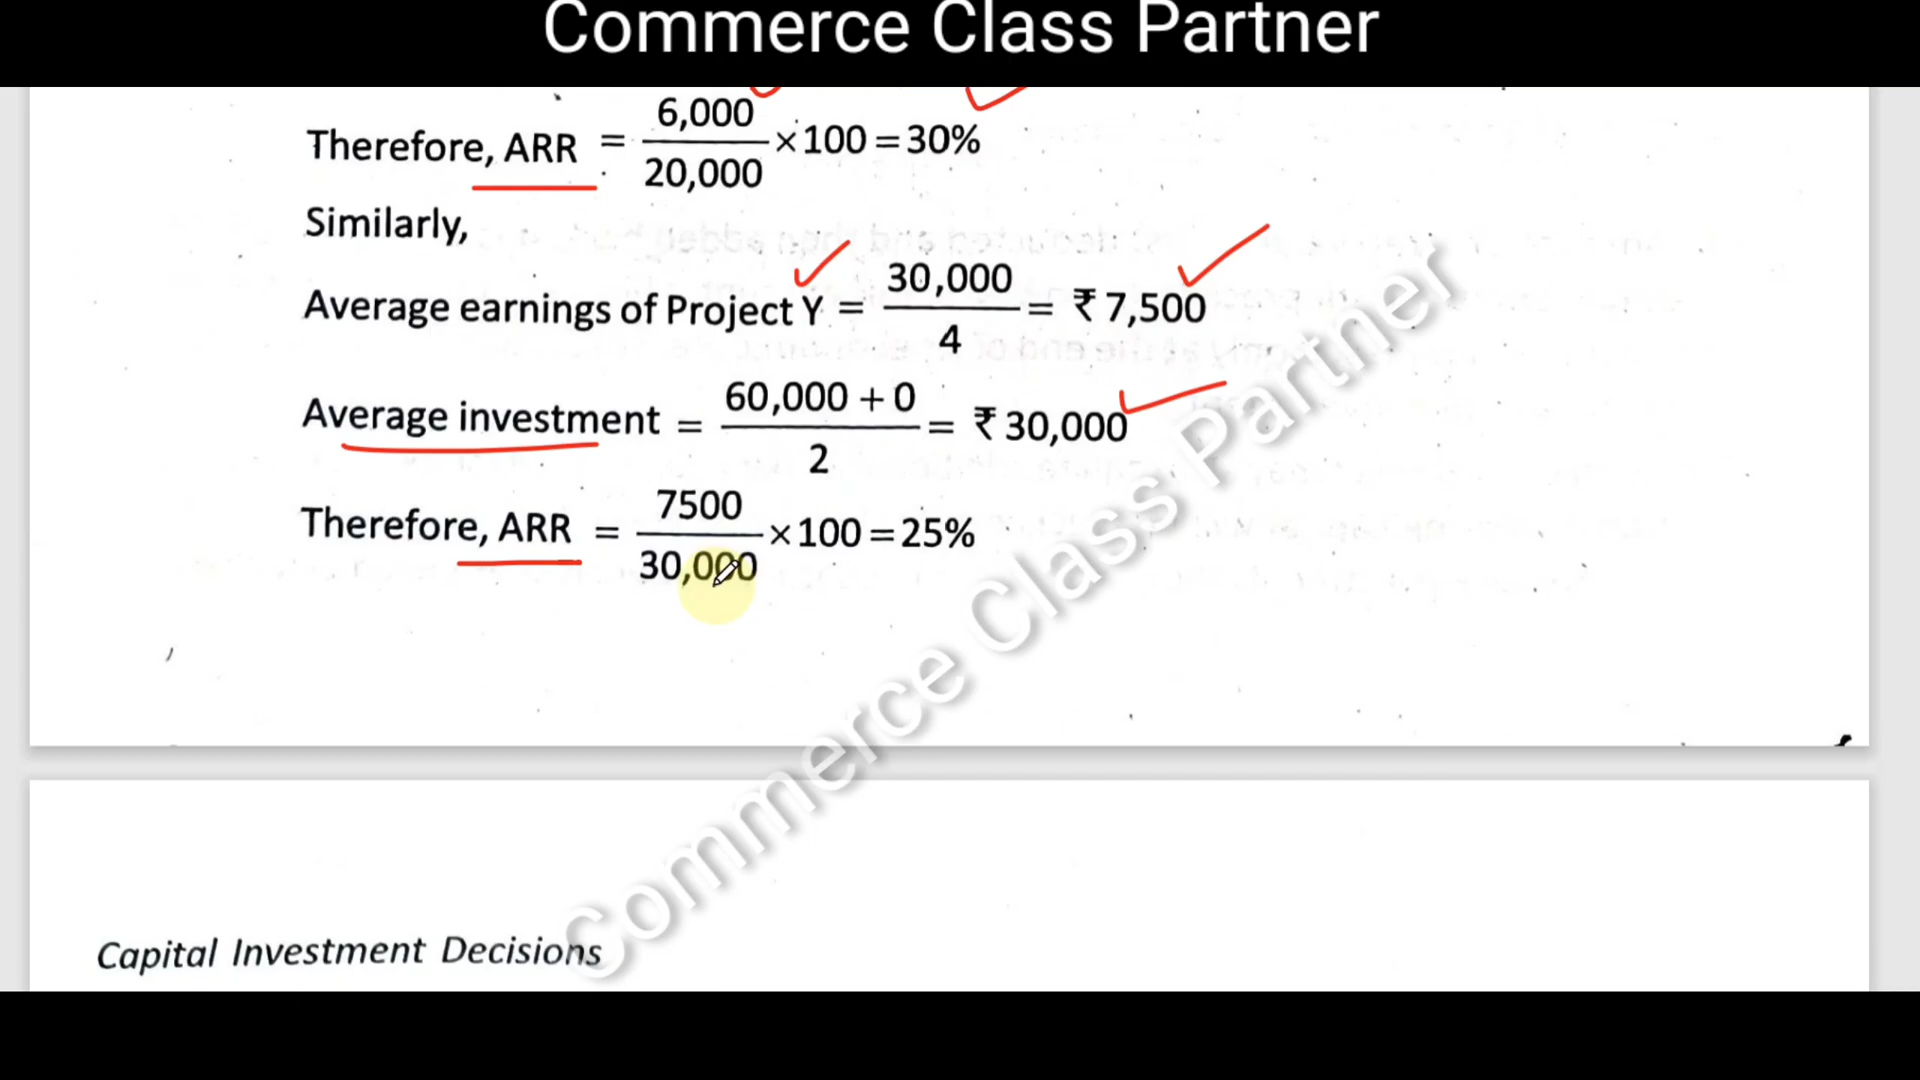 Commerce Class Partner
Therefore, ARR = 6,000 / 20,000 × 100 = 30%
Similarly,
Average earnings of Project Y = 30,000 / 4 = ₹ 7,500
Average investment = 60,000 + 0 / 2 = ₹ 30,000
Therefore, ARR = 7500 / 30,000 × 100 = 25%
Commerce Class Partner
Capital Investment Decisions